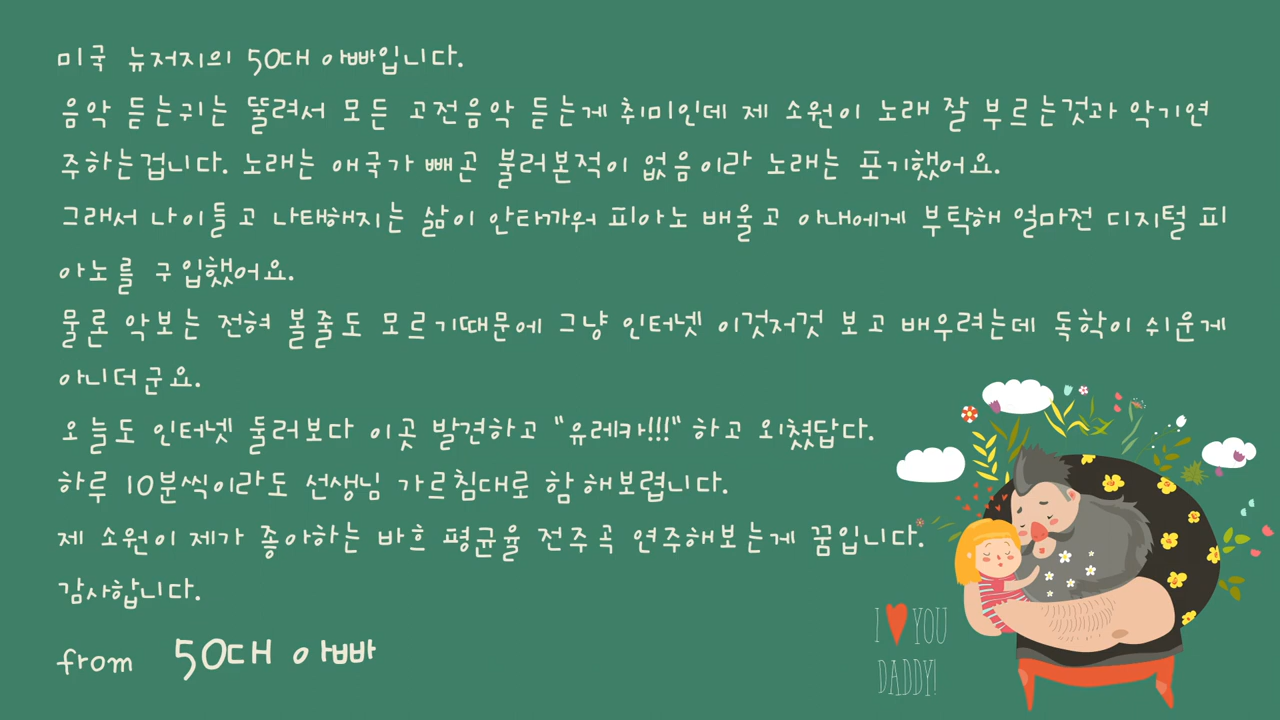 미국 뉴저지의 50대 아빠입니다.
음악 듣는귀는 뚫려서 모든 고전음악 듣는게 취미인데 제 소원이 노래 잘 부르는것과 악기연
주하는겁니다. 노래는 애국가 빼곤 불러본적이 없음이라 노래는 포기했어요.
그래서 나이들고 나태해지는 삶이 안타까워 피아노 배울고 아내에게 부탁해 얼마전 디지털 피
아노를 구입했어요.
물론 악보는 전혀 볼줄도 모르기때문에 그냥 인터넷 이것저것 보고 배우려는데 독학이 쉬운게
아니더군요.
오늘도 인터넷 둘러보다 이곳 발견하고 "유레카!!!" 하고 외쳤답다.
하루 10분씩이라도 선생님 가르침대로 함 해보렵니다.
제 소원이 제가 좋아하는 바흐 평균율 전주곡 연주해보는게 꿈입니다.
감사합니다.
from 50대 아빠
I ♥ YOU
DADDY!